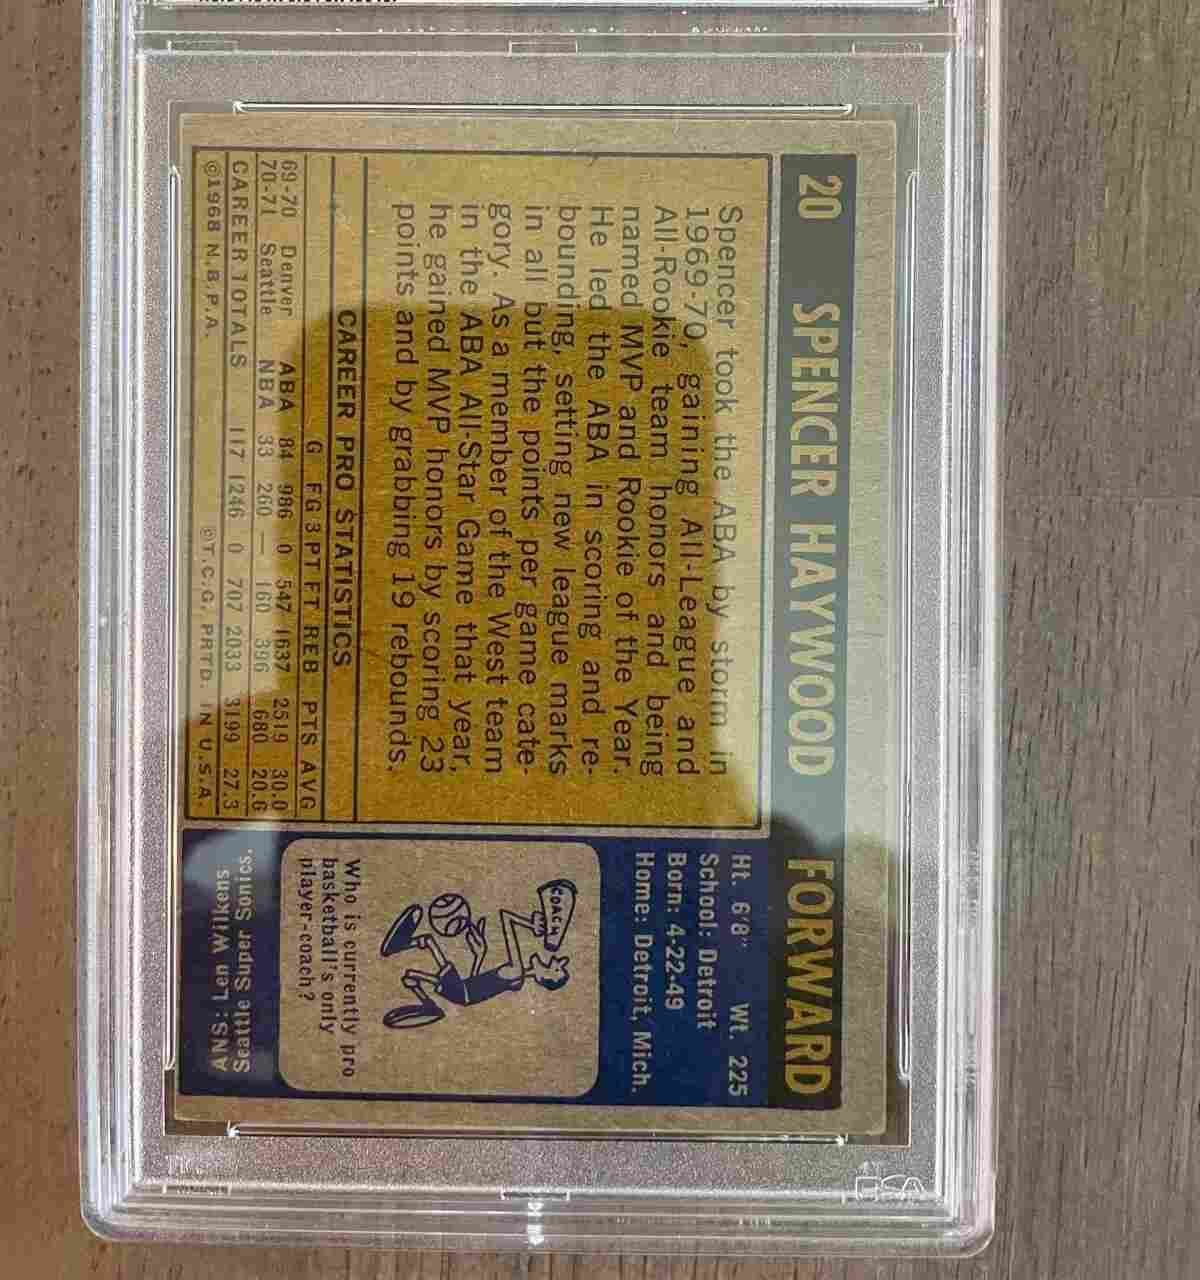 20 SPENCER HAYWOOD FORWARD
Spencer took the ABA by storm in
1969-70, gaining All-League and
All-Rookie team honors and being
named MVP and Rookie of the Year.
He led the ABA in scoring and re-
bounding, setting new league marks
in all but the points per game cate-
gory. As a member of the West team
in the ABA All-Star Game that year,
he gained MVP honors by scoring 23
points and by grabbing 19 rebounds.
CAREER PRO STATISTICS
G FG 3 PT FT REB PTS AVG
69-70 Denver ABA 84 986 0 547 1637 2519 30.0
70-71 Seattle NBA 33 260 — 160 396 680 20.6
CAREER TOTALS 117 1246 0 707 2033 3199 27.3
©1968 N.B.P.A. ©T.C.G. PRTD. IN U.S.A.
Ht. 6'8" Wt. 225
School: Detroit
Born: 4-22-49
Home: Detroit, Mich.
COACH
Who is currently pro
basketball's only
player-coach?
ANS: Len Wilkens
Seattle Super Sonics.
PSA